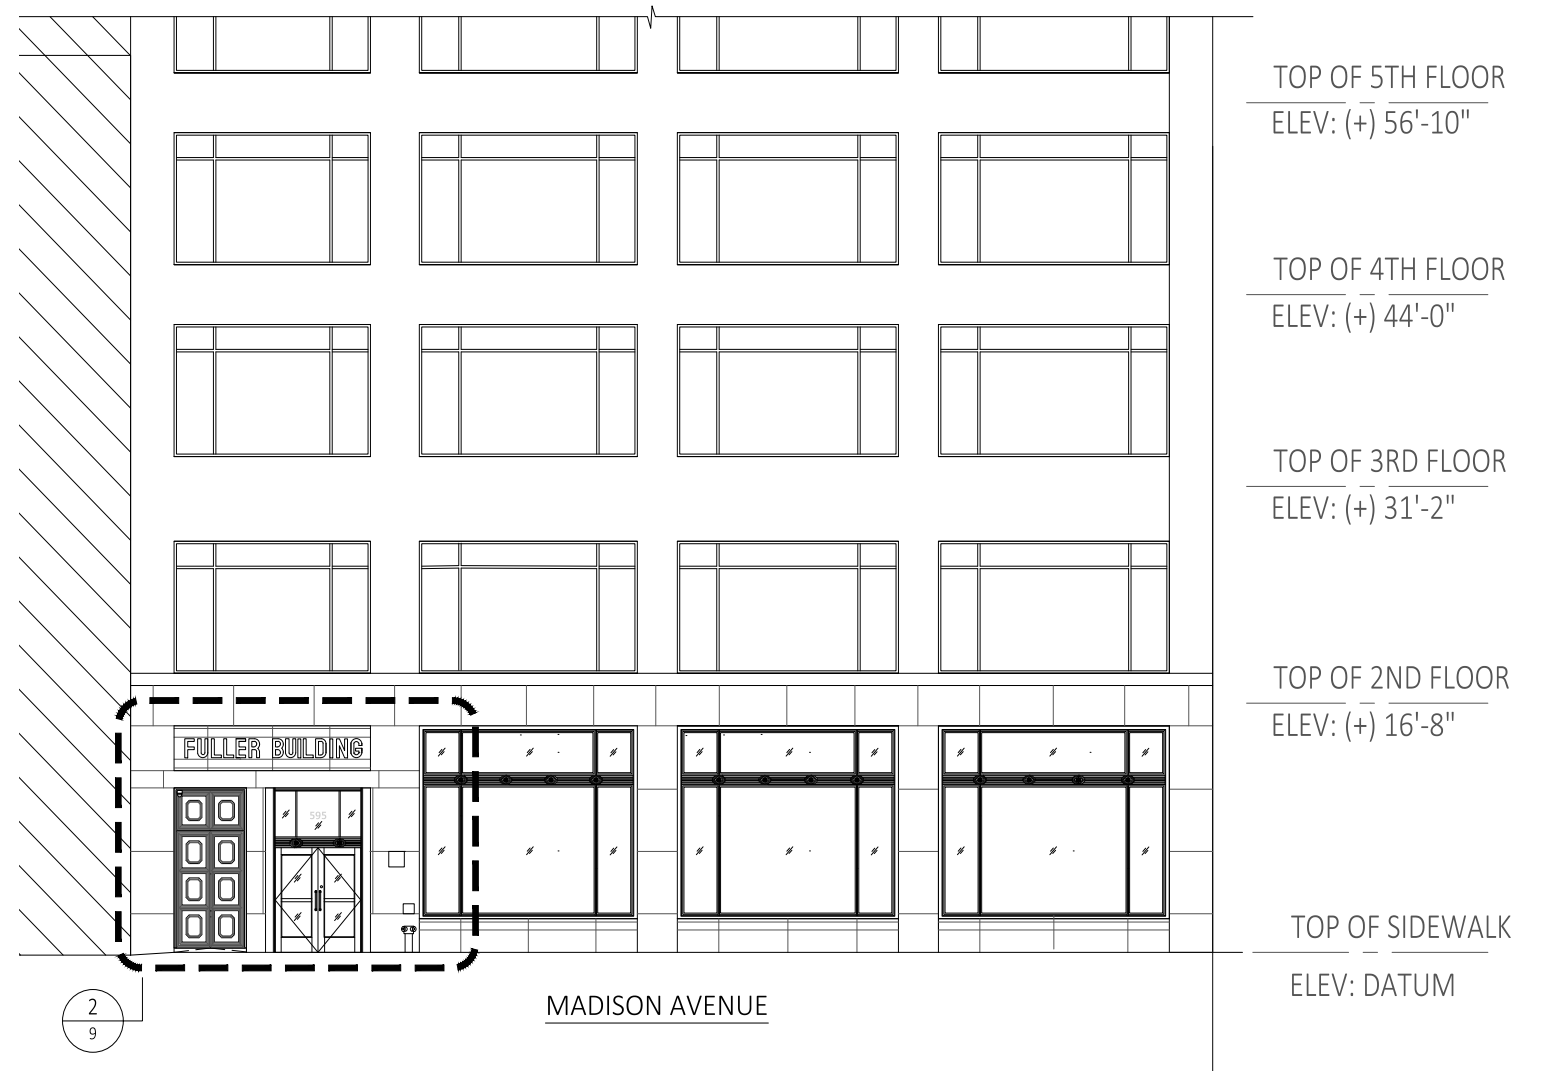 TOP OF 5TH FLOOR
ELEV: (+) 56'-10"
TOP OF 4TH FLOOR
ELEV: (+) 44'-0"
TOP OF 3RD FLOOR
ELEV: (+) 31'-2"
TOP OF 2ND FLOOR
ELEV: (+) 16'-8"
FULLER BUILDING
595
TOP OF SIDEWALK
ELEV: DATUM
MADISON AVENUE
2
9